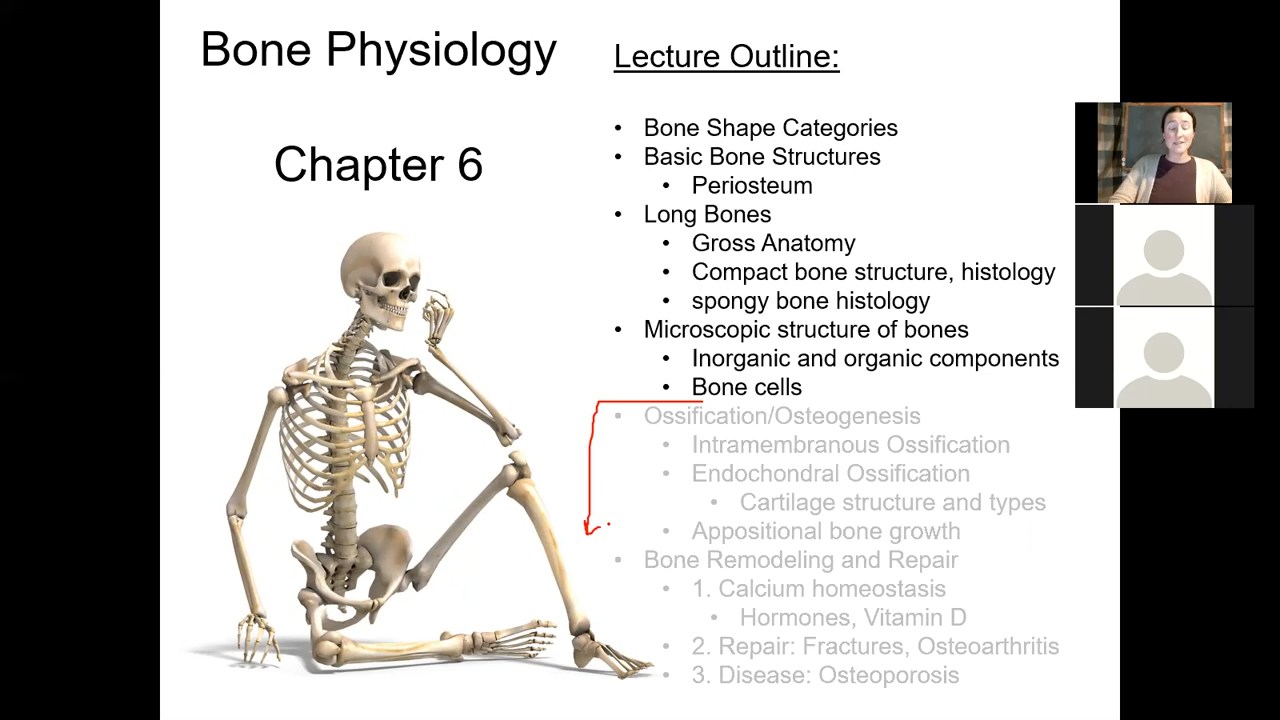 Bone Physiology
Chapter 6
Lecture Outline:
• Bone Shape Categories
• Basic Bone Structures
• Periosteum
• Long Bones
• Gross Anatomy
• Compact bone structure, histology
• spongy bone histology
• Microscopic structure of bones
• Inorganic and organic components
• Bone cells
• Ossification/Osteogenesis
• Intramembranous Ossification
• Endochondral Ossification
• Cartilage structure and types
• Appositional bone growth
• Bone Remodeling and Repair
• 1. Calcium homeostasis
• Hormones, Vitamin D
• 2. Repair: Fractures, Osteoarthritis
• 3. Disease: Osteoporosis